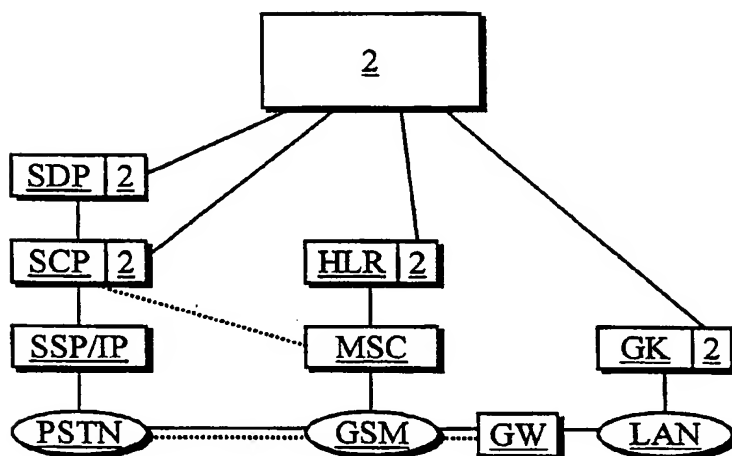 2
SDP 2
SCP 2 HLR 2
SSP/IP MSC GK 2
PSTN GSM GW LAN